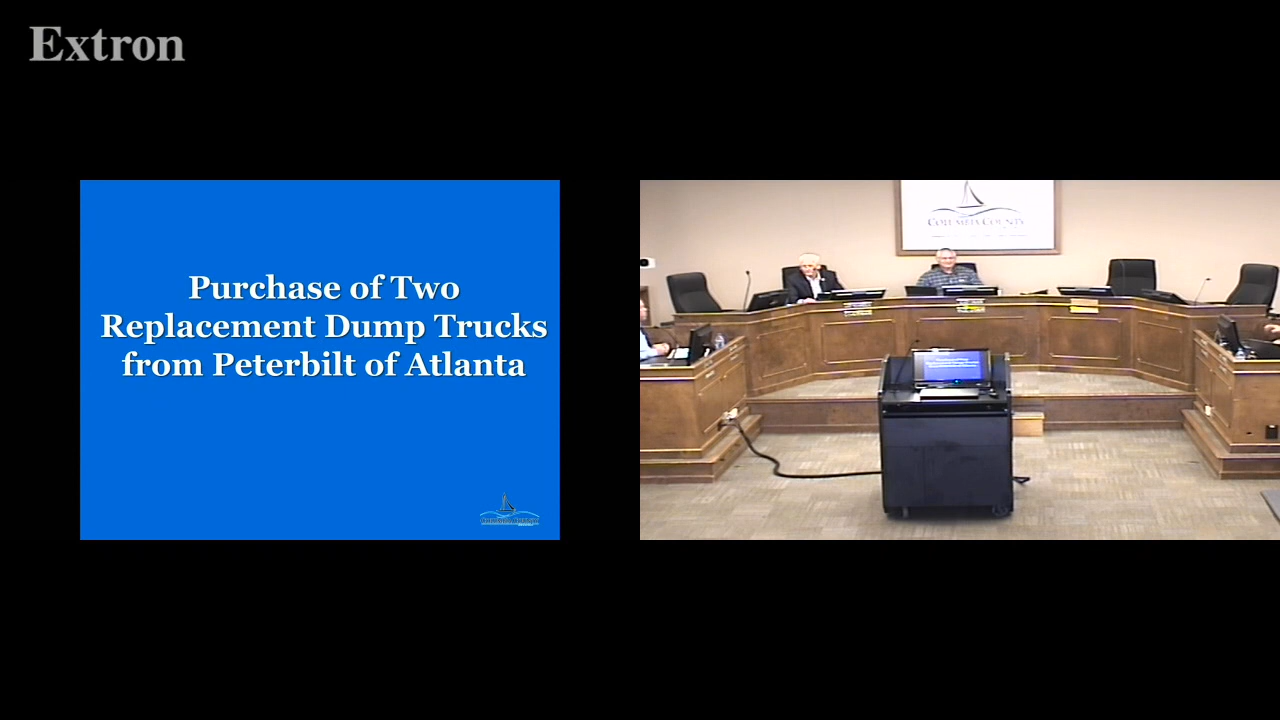 Extron
Purchase of Two
Replacement Dump Trucks
from Peterbilt of Atlanta
COLUMBIA COUNTY